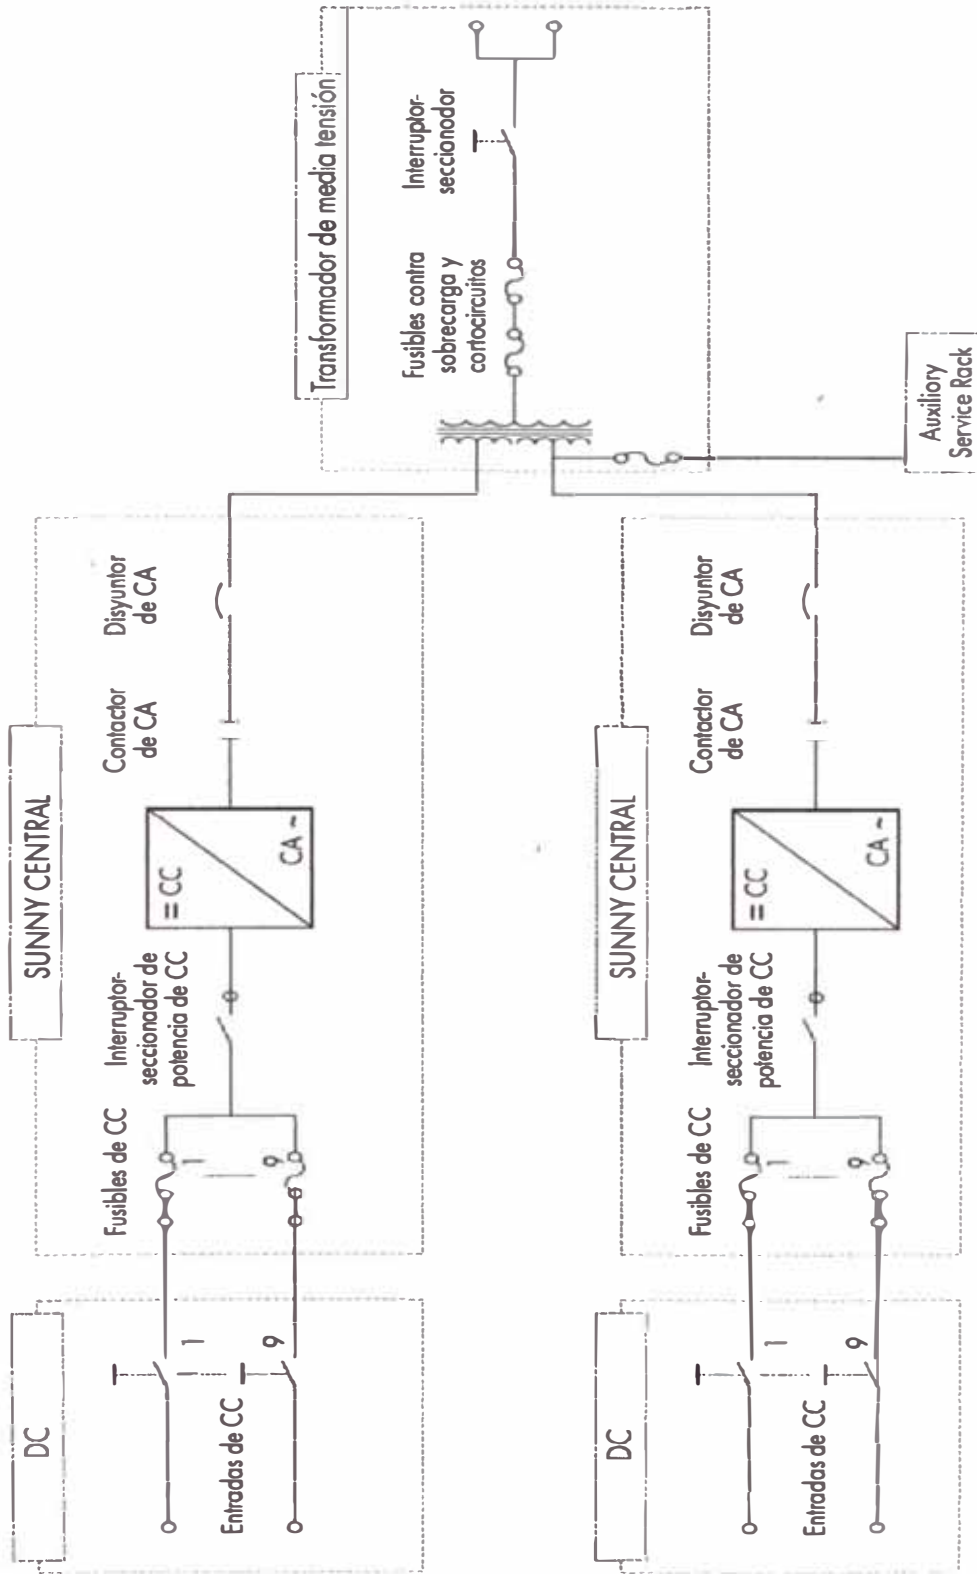 DC
Entradas de CC
1
9
SUNNY CENTRAL
Fusibles de CC
1
9
Interruptor-
seccionador de
potencia de CC
= CC
CA ~
Contactor
de CA
Disyuntor
de CA
DC
Entradas de CC
1
9
SUNNY CENTRAL
Fusibles de CC
1
9
Interruptor-
seccionador de
potencia de CC
= CC
CA ~
Contactor
de CA
Disyuntor
de CA
Transformador de media tensión
Fusibles contra
sobrecarga y
cortocircuitos
Interruptor-
seccionador
Auxiliory
Service Rack